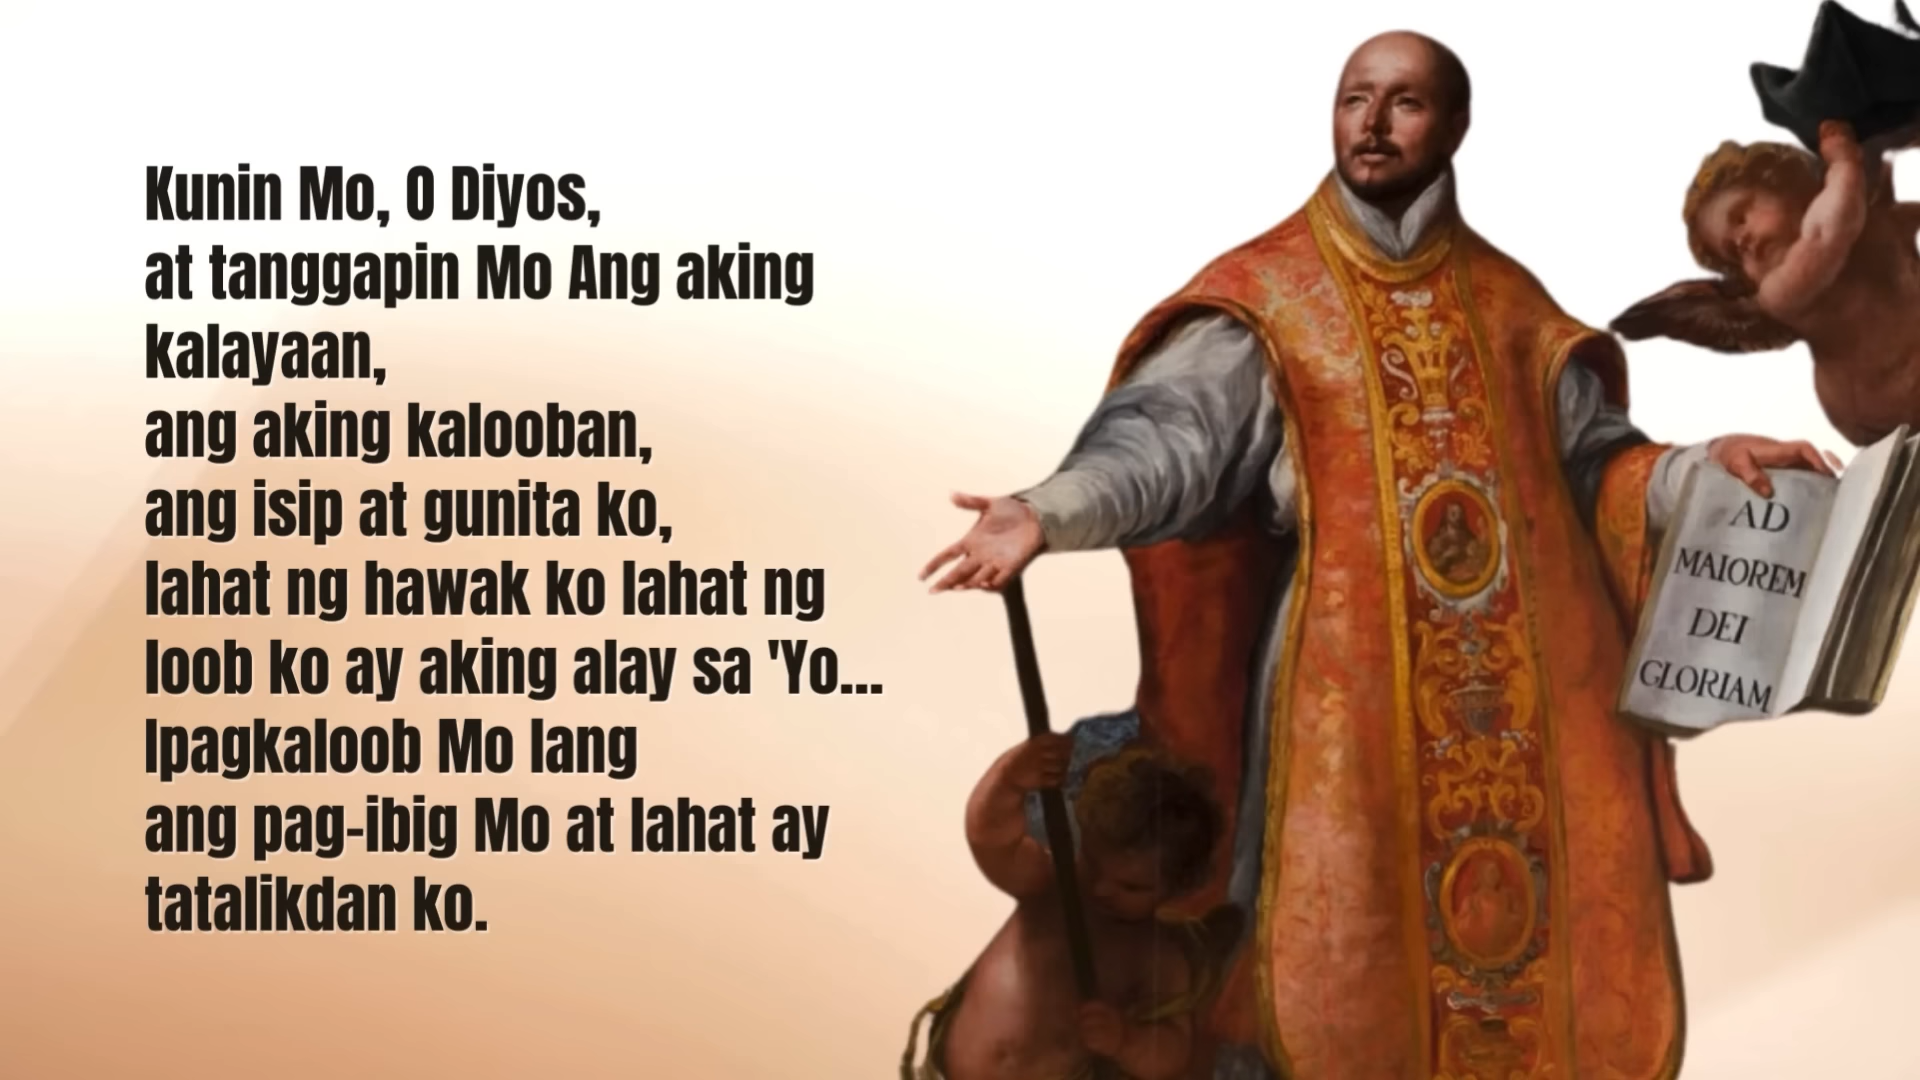 Kunin Mo, O Diyos,
at tanggapin Mo Ang aking
kalayaan,
ang aking kalooban,
ang isip at gunita ko,
lahat ng hawak ko lahat ng
loob ko ay aking alay sa 'Yo...
Ipagkaloob Mo lang
ang pag-ibig Mo at lahat ay
tatalikdan ko.
AD
MAIOREM
DEI
GLORIAM